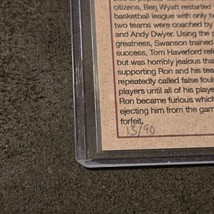 citizens, Ben Wyatt restarted
basketball league with only
two teams were coached by
and Andy Dwyer. Using the
greatness, Swanson trained
success, Tom Haverford ref
but was horribly jealous tha
supporting Ron and his tea
repeatedly called false foul
players until all of his playe
Ron became furious which
ejecting him from the gam
forfeit.
13/90